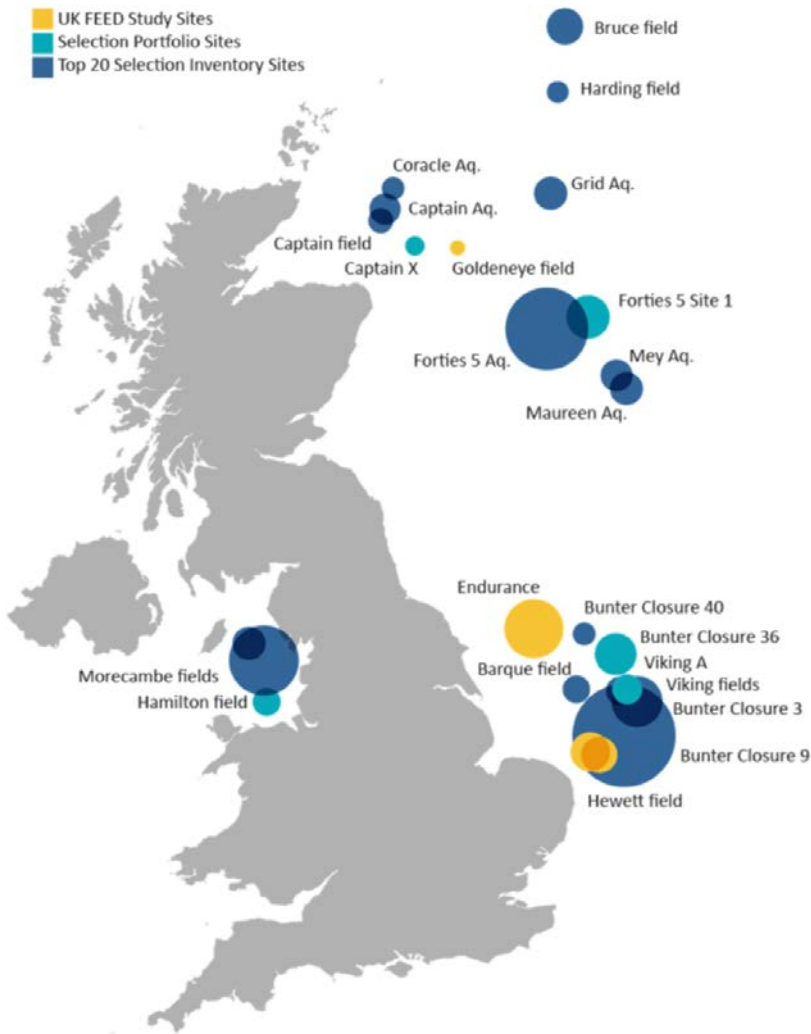 UK FEED Study Sites
Selection Portfolio Sites
Top 20 Selection Inventory Sites
Bruce field
Harding field
Coracle Aq.
Grid Aq.
Captain Aq.
Captain field
Captain X
Goldeneye field
Forties 5 Site 1
Forties 5 Aq.
Mey Aq.
Maureen Aq.
Endurance
Bunter Closure 40
Bunter Closure 36
Barque field
Viking A
Morecambe fields
Viking fields
Hamilton field
Bunter Closure 3
Bunter Closure 9
Hewett field